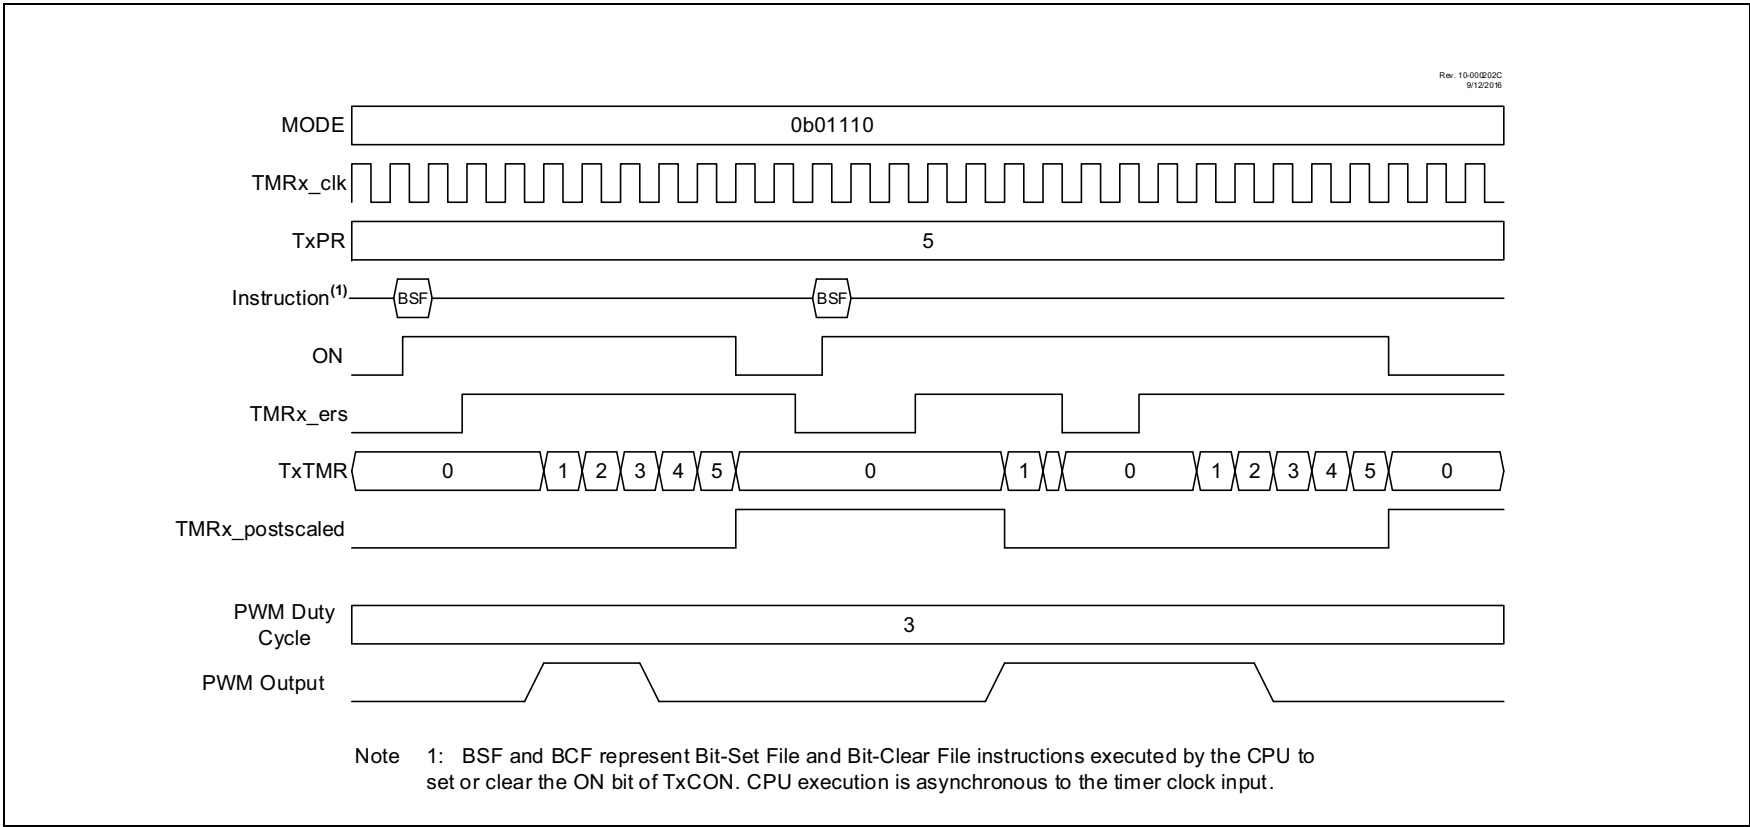 Rev. 10-000202C
9/12/2016
MODE 0b01110
TMRx_clk
TxPR 5
Instruction(1) BSF BSF
ON
TMRx_ers
TxTMR 0 1 2 3 4 5 0 1 0 1 2 3 4 5 0
TMRx_postscaled
PWM Duty
Cycle 3
PWM Output
Note 1: BSF and BCF represent Bit-Set File and Bit-Clear File instructions executed by the CPU to
set or clear the ON bit of TxCON. CPU execution is asynchronous to the timer clock input.